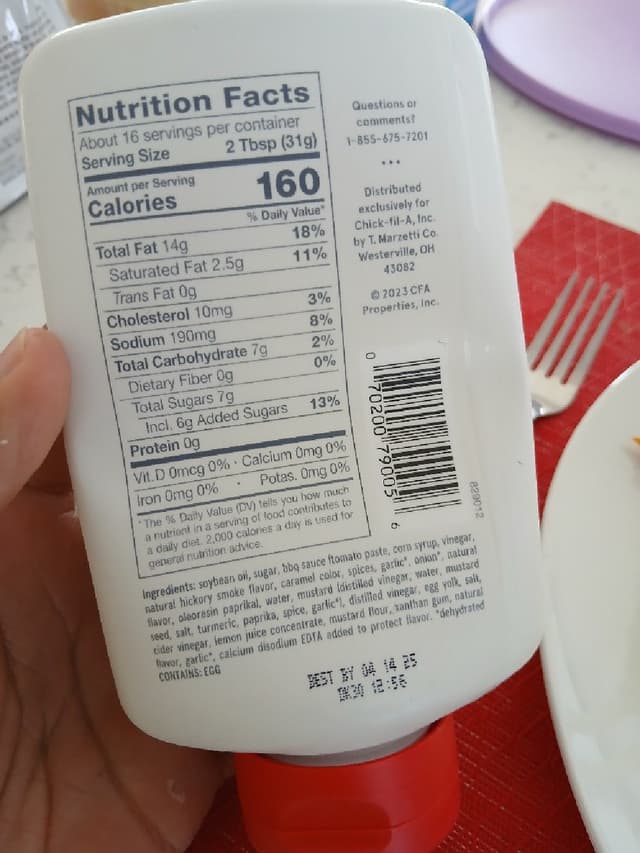 Nutrition Facts
About 16 servings per container
Serving Size 2 Tbsp (31g)
Amount per Serving
Calories 160
% Daily Value*
Total Fat 14g 18%
Saturated Fat 2.5g 11%
Trans Fat 0g
Cholesterol 10mg 3%
Sodium 190mg 8%
Total Carbohydrate 7g 2%
Dietary Fiber 0g 0%
Total Sugars 7g
Incl. 6g Added Sugars 13%
Protein 0g
Vit.D 0mcg 0% · Calcium 0mg 0%
Iron 0mg 0% · Potas. 0mg 0%
*The % Daily Value (DV) tells you how much
a nutrient in a serving of food contributes to
a daily diet. 2,000 calories a day is used for
general nutrition advice.
Questions or
comments?
1-855-675-7201
•••
Distributed
exclusively for
Chick-fil-A, Inc.
by T. Marzetti Co.
Westerville, OH
43082
© 2023 CFA
Properties, Inc.
0 70200 79005 6
829012
Ingredients: soybean oil, sugar, bbq sauce (tomato paste, corn syrup, vinegar,
natural hickory smoke flavor, caramel color, spices, garlic*, onion*, natural
flavor, oleoresin paprika), water, mustard (distilled vinegar, water, mustard
seed, salt, turmeric, paprika, spice, garlic*), distilled vinegar, egg yolk, salt,
cider vinegar, lemon juice concentrate, mustard flour, xanthan gum, natural
flavor, garlic*, calcium disodium EDTA added to protect flavor. *dehydrated
CONTAINS: EGG
BEST BY 04 14 25
DK30 12:56